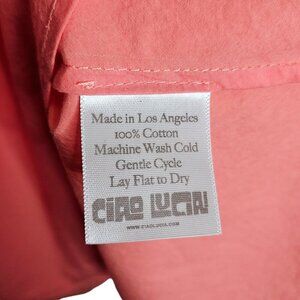 Made in Los Angeles
100% Cotton
Machine Wash Cold
Gentle Cycle
Lay Flat to Dry
CIAO LUCIA!
WWW.CIAOLUCIA.COM